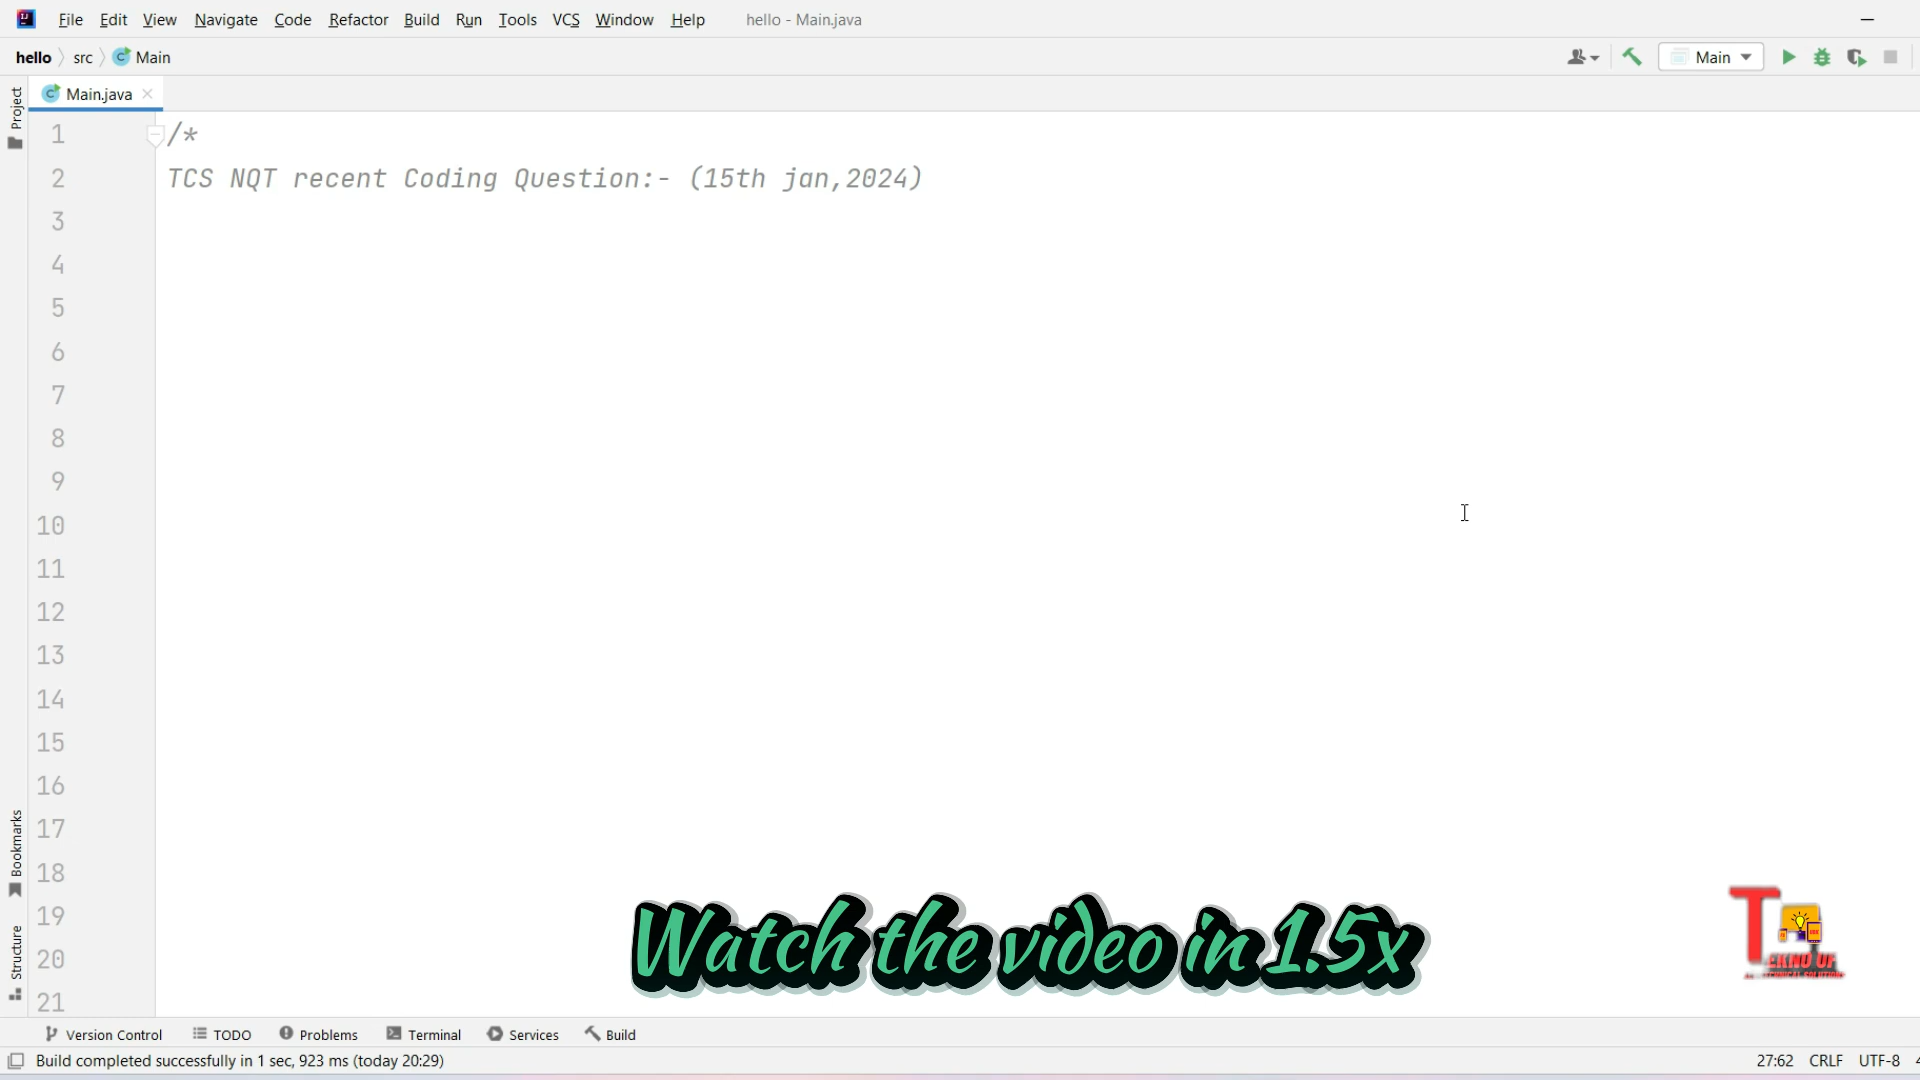 File Edit View Navigate Code Refactor Build Run Tools VCS Window Help hello - Main.java
hello src Main Main
Project
Main.java
1 /*
2 TCS NQT recent Coding Question:- (15th jan,2024)
3
4
5
6
7
8
9
10
11
12
13
14
15
16
17
18
19
20
21
Bookmarks
Structure
Watch the video in 1.5x
Version Control TODO Problems Terminal Services Build
Build completed successfully in 1 sec, 923 ms (today 20:29) 27:62 CRLF UTF-8